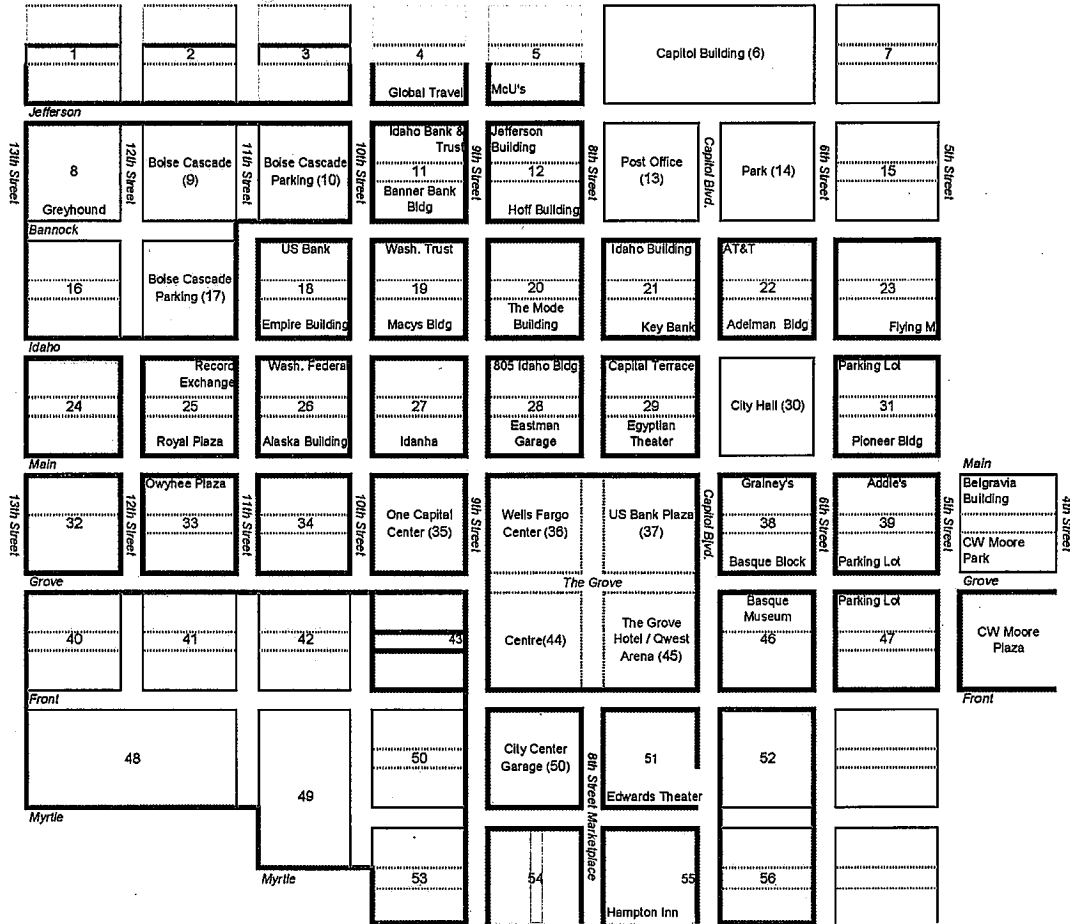 1
2
3
4
5
Capitol Building (6)
7
Global Travel
McU's
Jefferson
13th Street
12th Street
11th Street
10th Street
9th Street
8th Street
Capitol Blvd.
6th Street
5th Street
8
Greyhound
Boise Cascade
(9)
Boise Cascade
Parking (10)
Idaho Bank &
Trust
11
Banner Bank
Bldg
Jefferson
Building
12
Hoff Building
Post Office
(13)
Park (14)
15
Bannock
16
Boise Cascade
Parking (17)
US Bank
18
Empire Building
Wash. Trust
19
Macys Bldg
20
The Mode
Building
Idaho Building
21
Key Bank
AT&T
22
Adelman Bldg
23
Flying M
Idaho
24
Record
Exchange
25
Royal Plaza
Wash. Federa
26
Alaska Building
27
Idanha
805 Idaho Bldg
28
Eastman
Garage
Capital Terrace
29
Egyptian
Theater
City Hall (30)
Parking Lot
31
Pioneer Bldg
Main
Main
13th Street
12th Street
11th Street
10th Street
9th Street
Capitol Blvd.
6th Street
5th Street
4th Street
32
Owyhee Plaza
33
34
One Capital
Center (35)
Wells Fargo
Center (36)
US Bank Plaza
(37)
Grainey's
38
Basque Block
Addie's
39
Parking Lot
Belgravia
Building
CW Moore
Park
Grove
The Grove
Grove
40
41
42
43
Centre(44)
The Grove
Hotel / Qwest
Arena (45)
Basque
Museum
46
Parking Lot
47
CW Moore
Plaza
Front
Front
48
49
50
City Center
Garage (50)
8th Street Marketplace
51
Edwards Theater
52
Myrtle
Myrtle
53
54
55
Hampton Inn
56